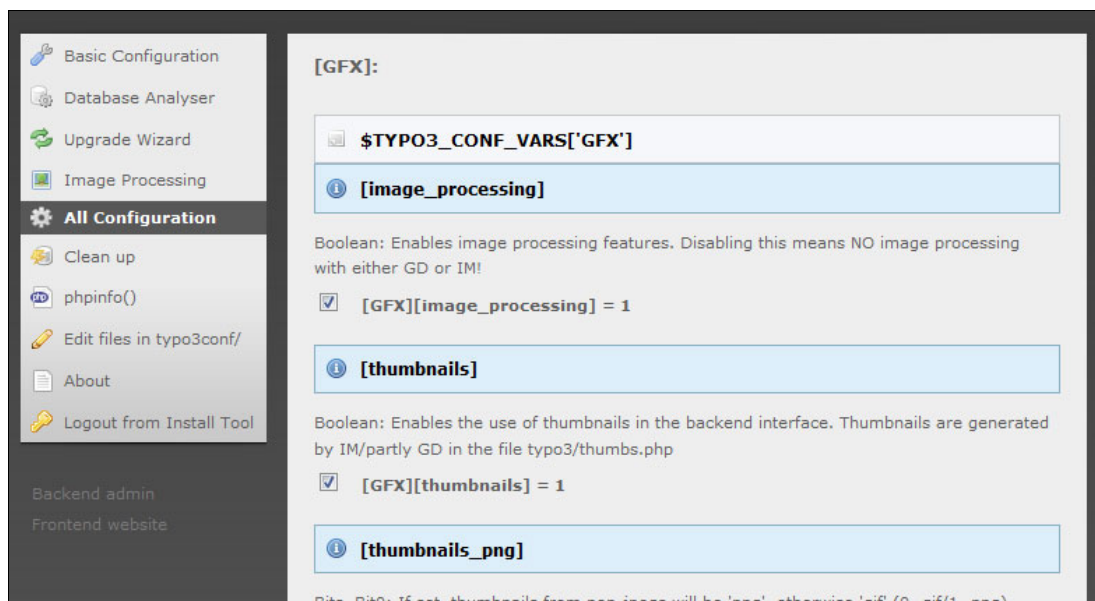 Basic Configuration
Database Analyser
Upgrade Wizard
Image Processing
All Configuration
Clean up
phpinfo()
Edit files in typo3conf/
About
Logout from Install Tool
Backend admin
Frontend website
[GFX]:
$TYPO3_CONF_VARS['GFX']
[image_processing]
Boolean: Enables image processing features. Disabling this means NO image processing
with either GD or IM!
[GFX][image_processing] = 1
[thumbnails]
Boolean: Enables the use of thumbnails in the backend interface. Thumbnails are generated
by IM/partly GD in the file typo3/thumbs.php
[GFX][thumbnails] = 1
[thumbnails_png]